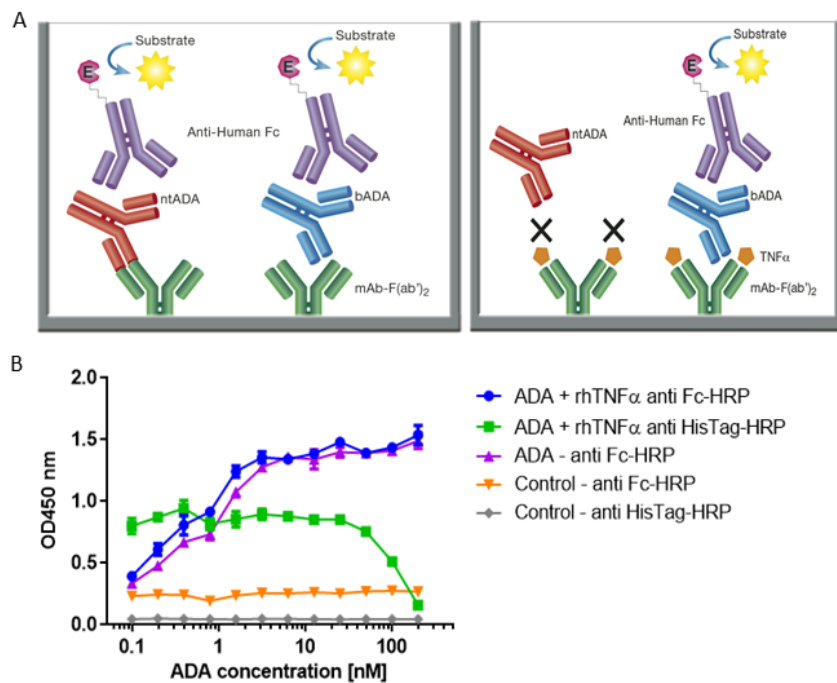 A
Substrate
Substrate
E
E
Anti-Human Fc
ntADA
bADA
mAb-F(ab')₂
Substrate
E
ntADA
Anti-Human Fc
bADA
TNFα
mAb-F(ab')₂
B
2.0
1.5
1.0
0.5
0.0
OD450 nm
0.1
1
10
100
ADA concentration [nM]
ADA + rhTNFα anti Fc-HRP
ADA + rhTNFα anti HisTag-HRP
ADA - anti Fc-HRP
Control - anti Fc-HRP
Control - anti HisTag-HRP